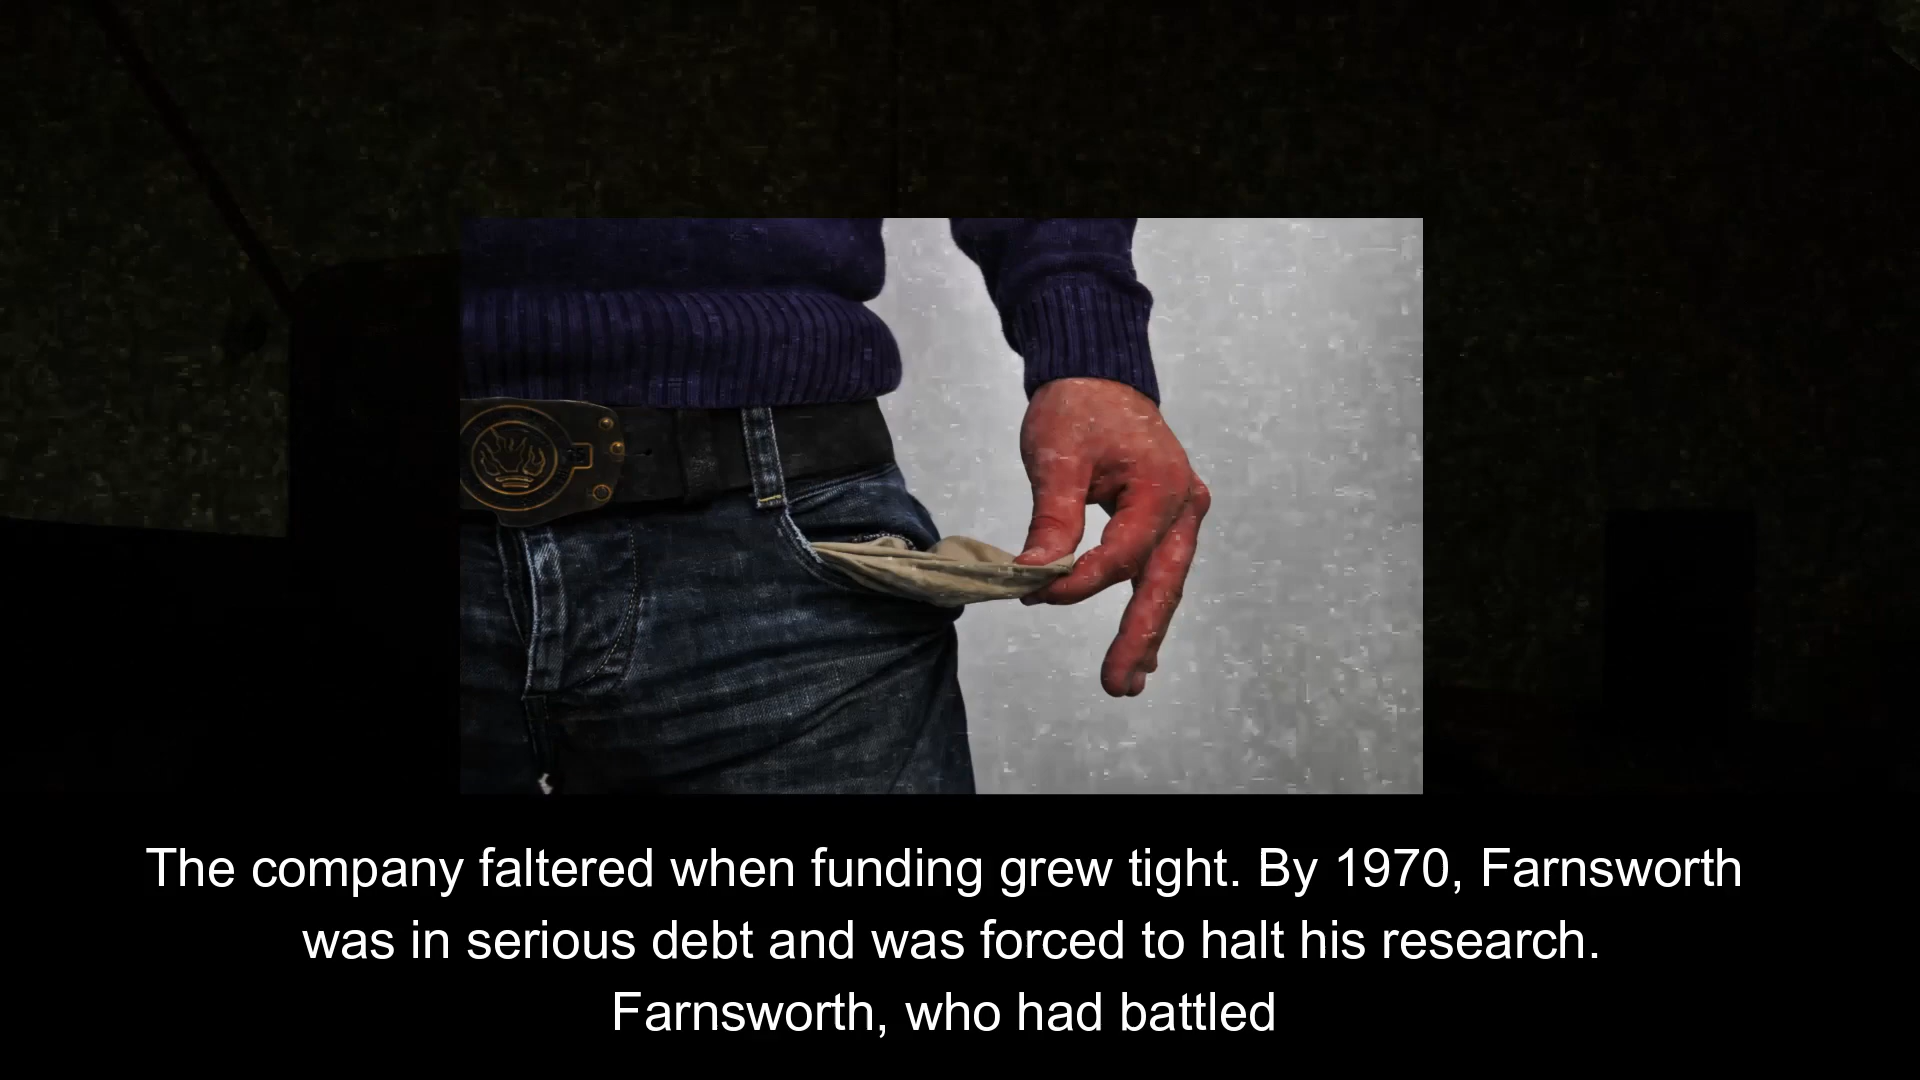 The company faltered when funding grew tight. By 1970, Farnsworth
was in serious debt and was forced to halt his research.
Farnsworth, who had battled